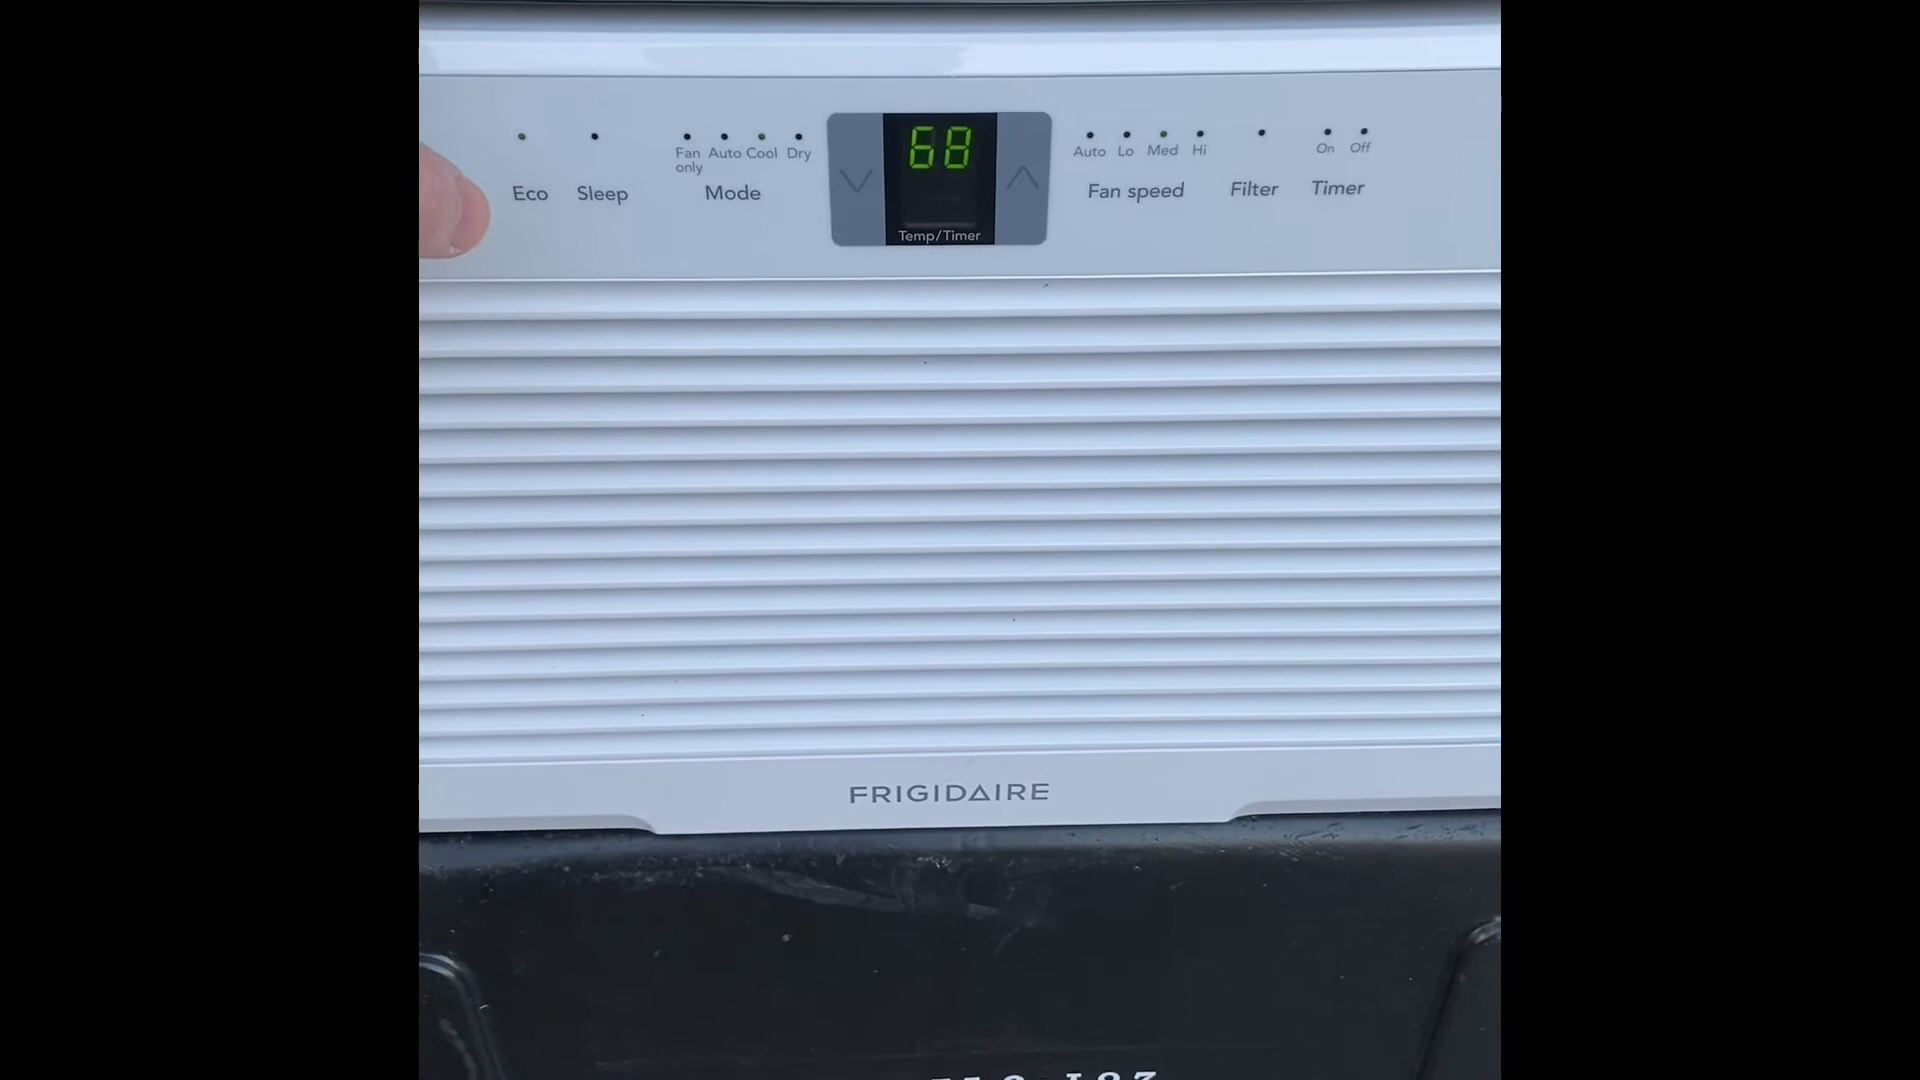 Fan Auto Cool Dry
only
Eco Sleep Mode
68
Temp/Timer
Auto Lo Med Hi
On Off
Fan speed Filter Timer
FRIGIDAIRE